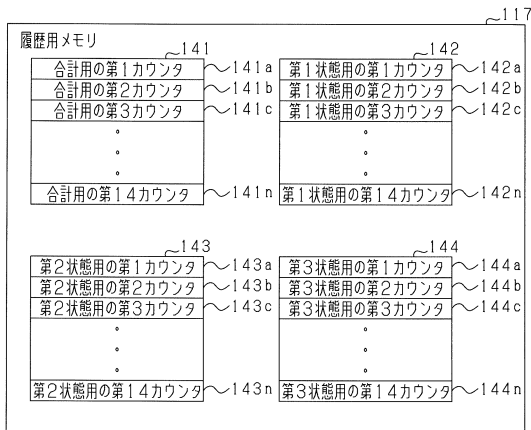 117
履歴用メモリ
141
合計用の第1カウンタ 141a
合計用の第2カウンタ 141b
合計用の第3カウンタ 141c
合計用の第14カウンタ 141n
142
第1状態用の第1カウンタ 142a
第1状態用の第2カウンタ 142b
第1状態用の第3カウンタ 142c
第1状態用の第14カウンタ 142n
143
第2状態用の第1カウンタ 143a
第2状態用の第2カウンタ 143b
第2状態用の第3カウンタ 143c
第2状態用の第14カウンタ 143n
144
第3状態用の第1カウンタ 144a
第3状態用の第2カウンタ 144b
第3状態用の第3カウンタ 144c
第3状態用の第14カウンタ 144n